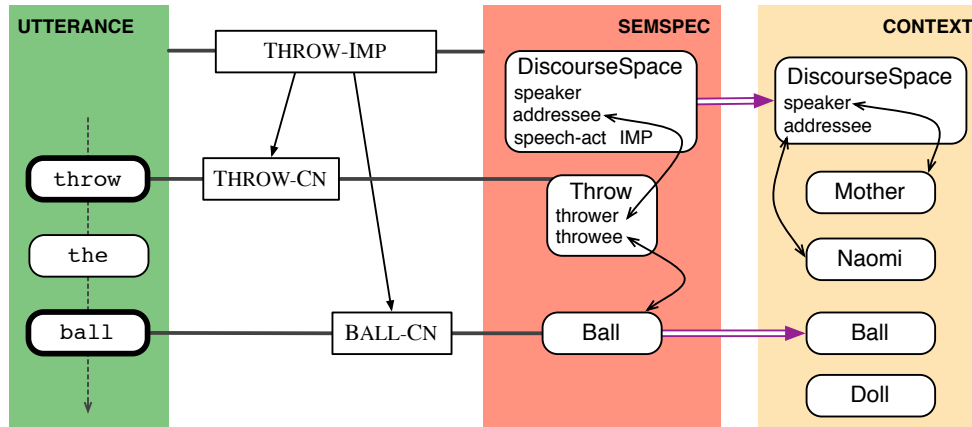 UTTERANCE
SEMSPEC
CONTEXT
THROW-IMP
DiscourseSpace
speaker
addressee
speech-act IMP
DiscourseSpace
speaker
addressee
throw
THROW-CN
Throw
thrower
throwee
Mother
the
Naomi
ball
BALL-CN
Ball
Ball
Doll